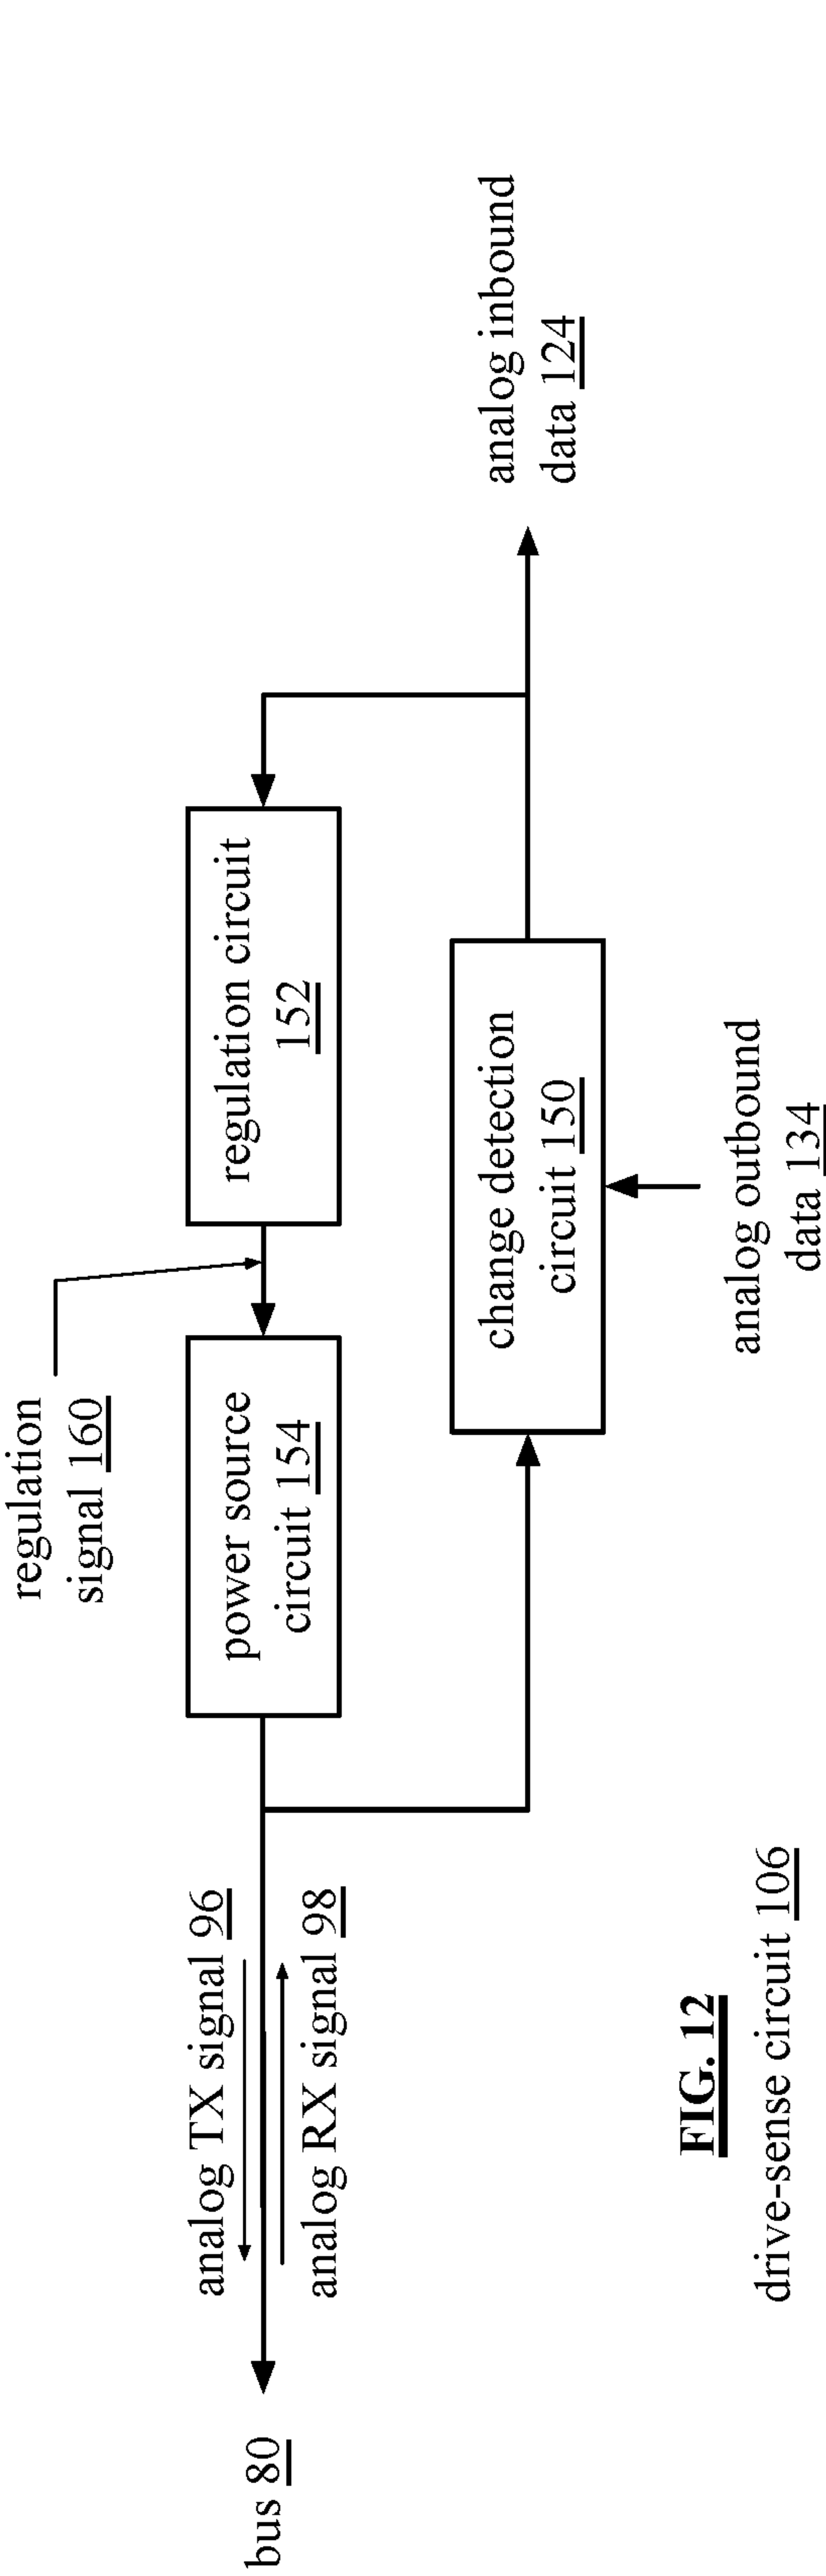 regulation
signal 160
power source
circuit 154
regulation circuit
152
analog TX signal 96
analog RX signal 98
bus 80
change detection
circuit 150
analog inbound
data 124
analog outbound
data 134
FIG. 12
drive-sense circuit 106